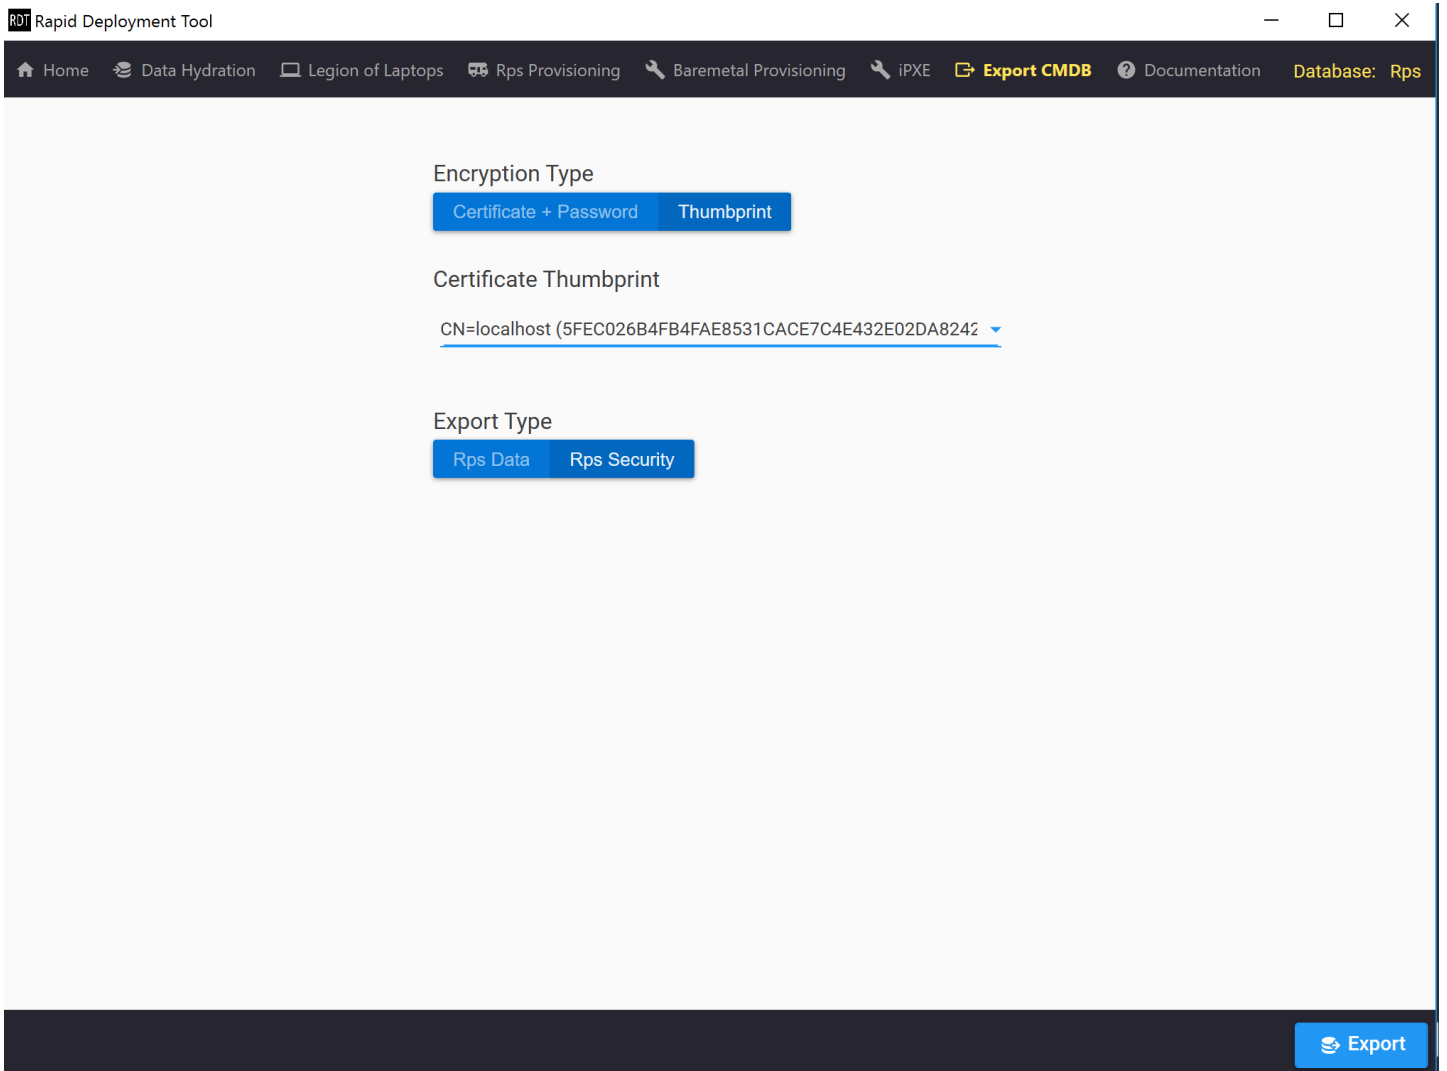 RDT Rapid Deployment Tool
Home Data Hydration Legion of Laptops Rps Provisioning Baremetal Provisioning iPXE Export CMDB Documentation Database: Rps
Encryption Type
Certificate + Password Thumbprint
Certificate Thumbprint
CN=localhost (5FEC026B4FB4FAE8531CACE7C4E432E02DA8242
Export Type
Rps Data Rps Security
Export